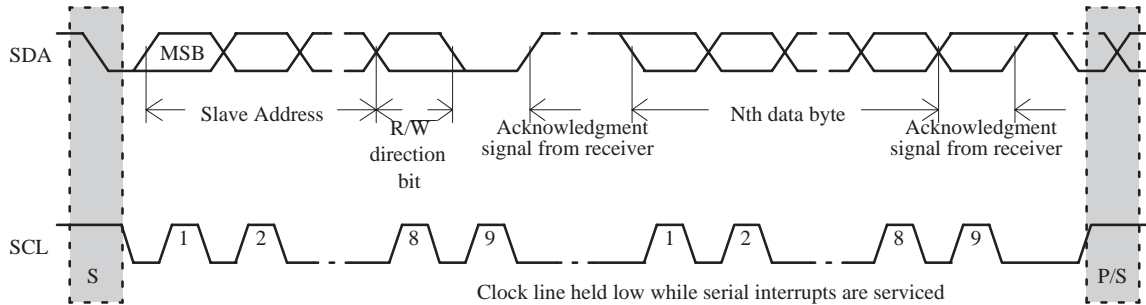 SDA
MSB
Slave Address
R/W
direction
bit
Acknowledgment
signal from receiver
Nth data byte
Acknowledgment
signal from receiver
SCL
1
2
8
9
1
2
8
9
S
P/S
Clock line held low while serial interrupts are serviced